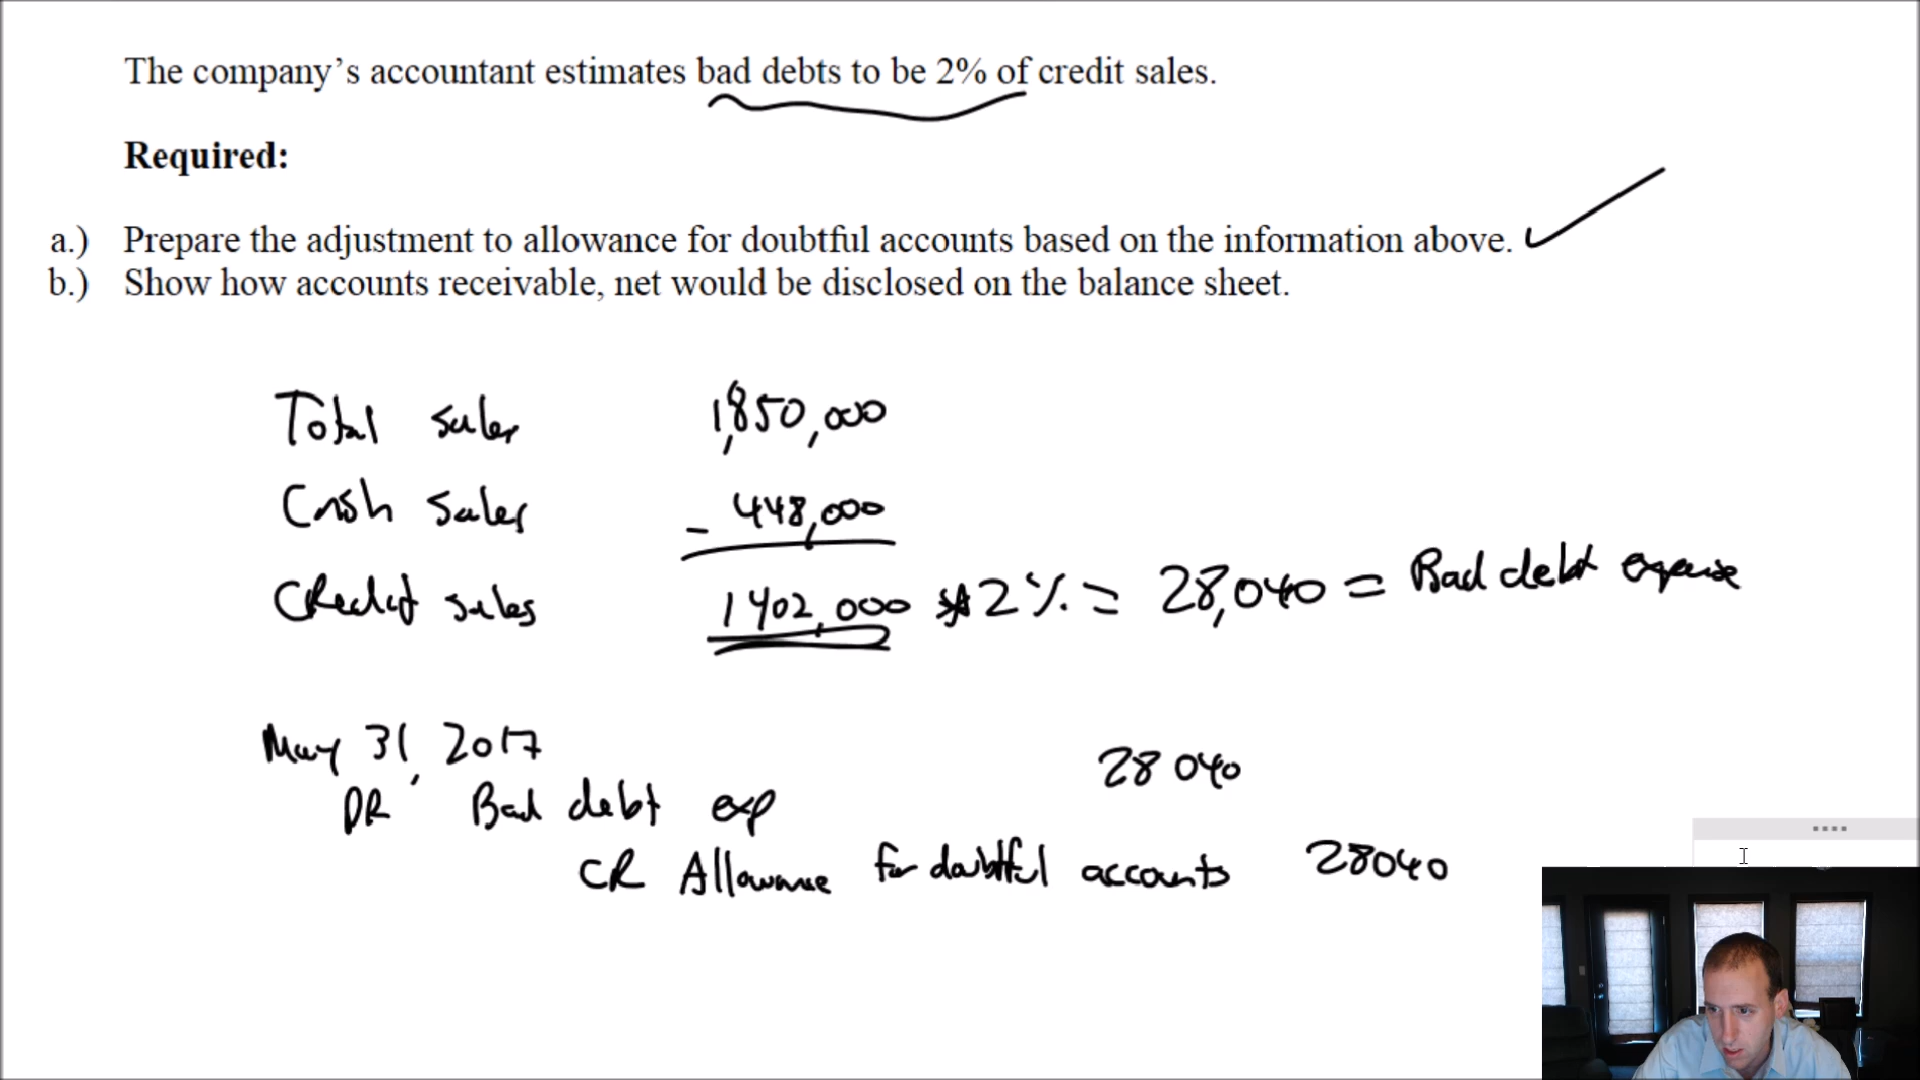 The company's accountant estimates bad debts to be 2% of credit sales.
Required:
a.) Prepare the adjustment to allowance for doubtful accounts based on the information above.
b.) Show how accounts receivable, net would be disclosed on the balance sheet.
Total sales 1,850,000
Cash sales - 448,000
Credit sales 1402,000 2% = 28,040 = Bad debt expense
May 31, 2017
DR Bad debt exp 28 040
CR Allowance for doubtful accounts 28040